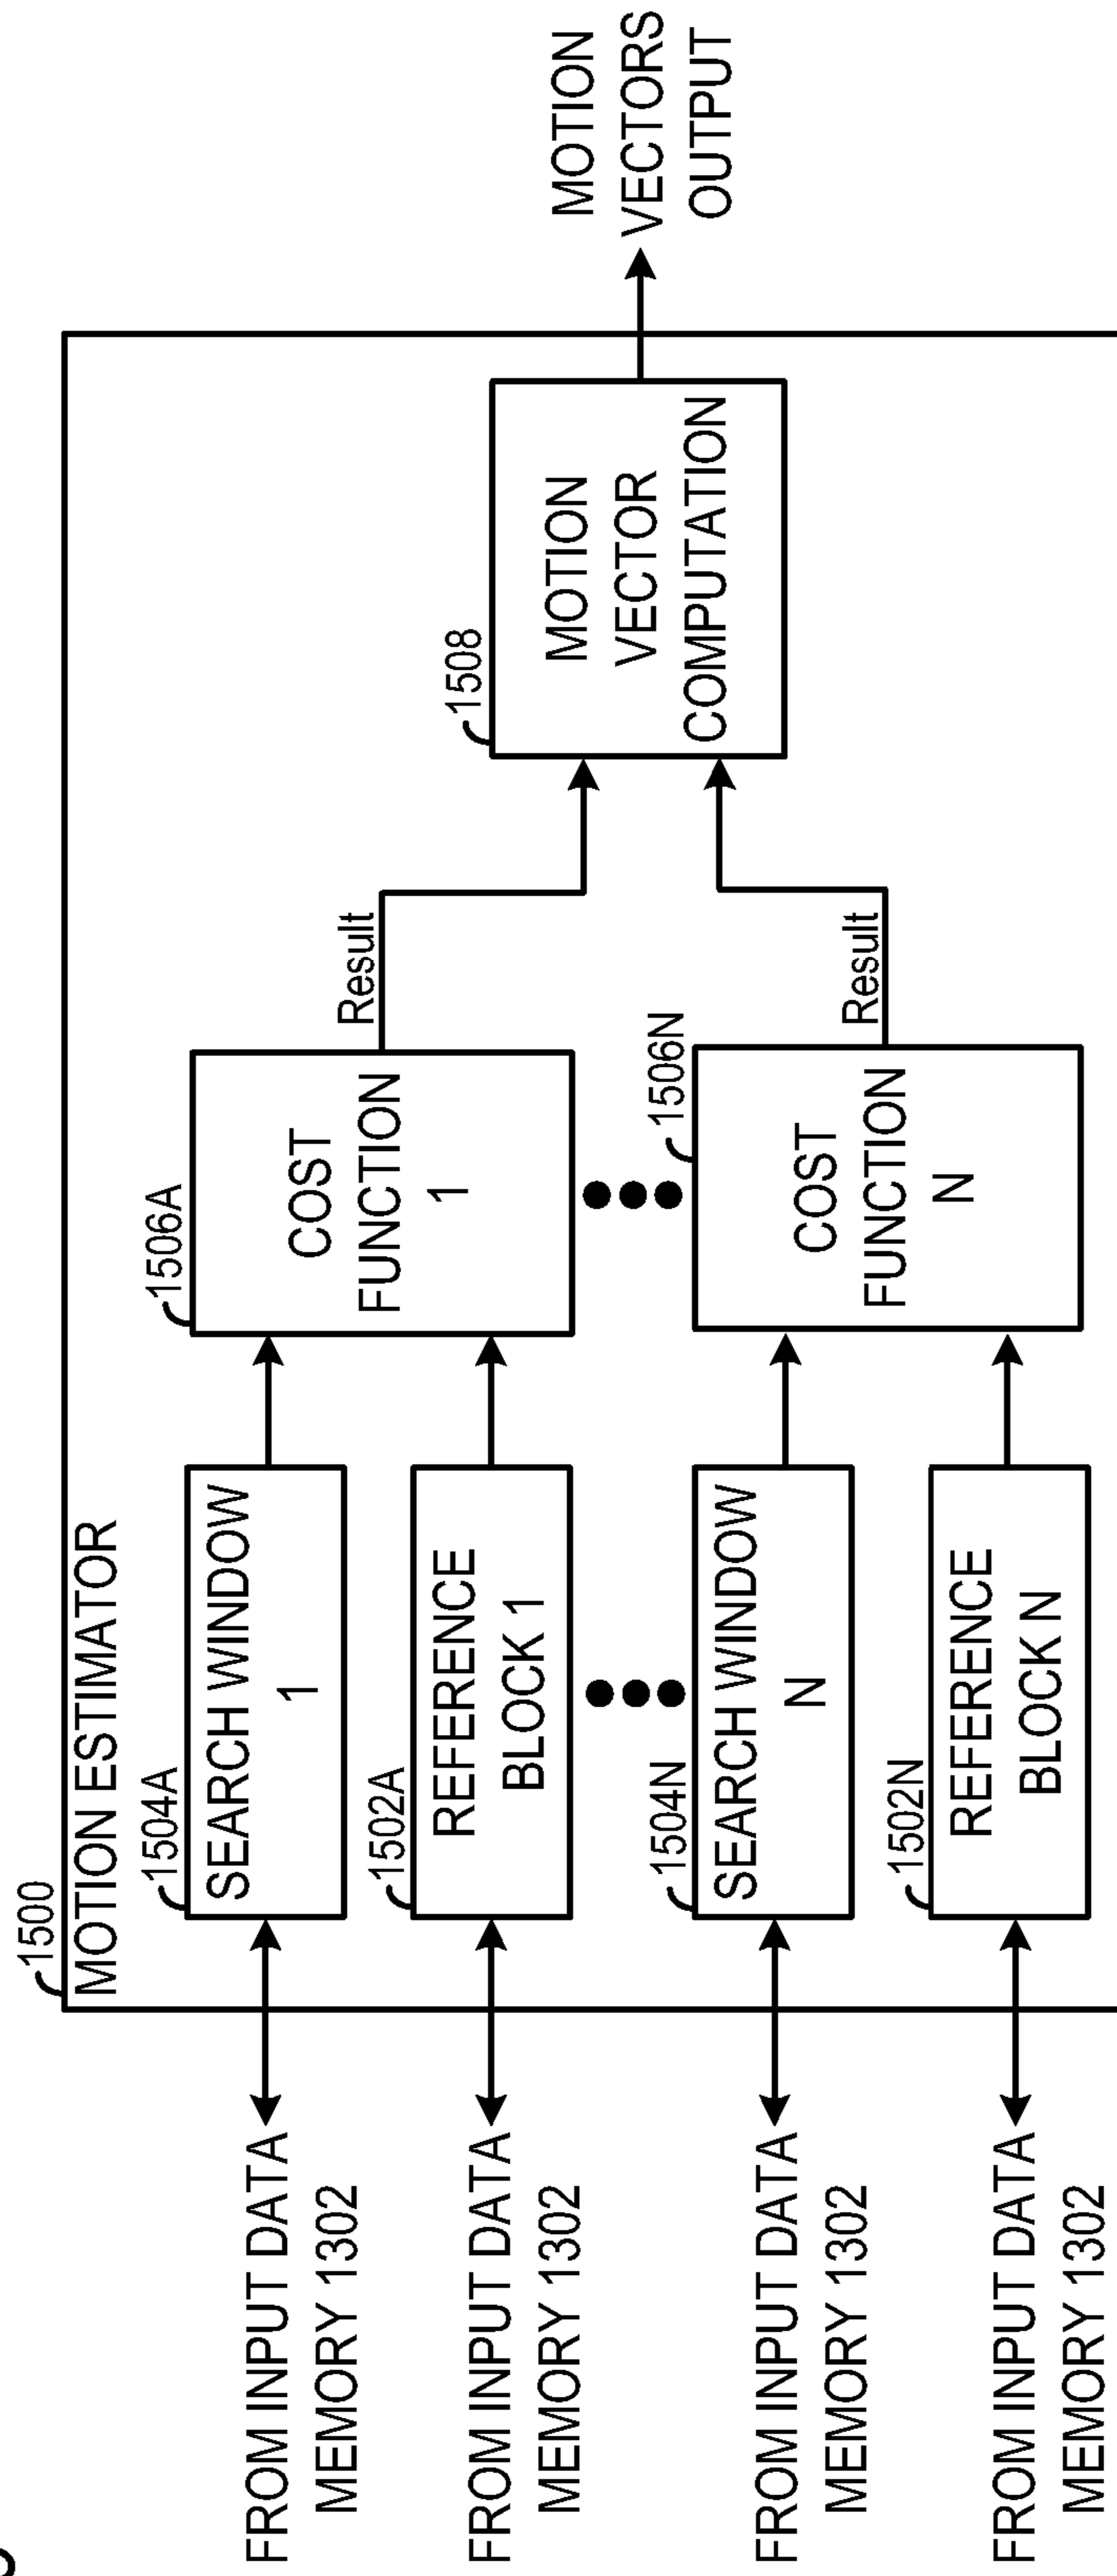 1500
MOTION ESTIMATOR
FROM INPUT DATA
MEMORY 1302
1504A
SEARCH WINDOW
1
FROM INPUT DATA
MEMORY 1302
1502A
REFERENCE
BLOCK 1
1506A
COST
FUNCTION
1
Result
FROM INPUT DATA
MEMORY 1302
1504N
SEARCH WINDOW
N
FROM INPUT DATA
MEMORY 1302
1502N
REFERENCE
BLOCK N
1506N
COST
FUNCTION
N
Result
1508
MOTION
VECTOR
COMPUTATION
MOTION
VECTORS
OUTPUT